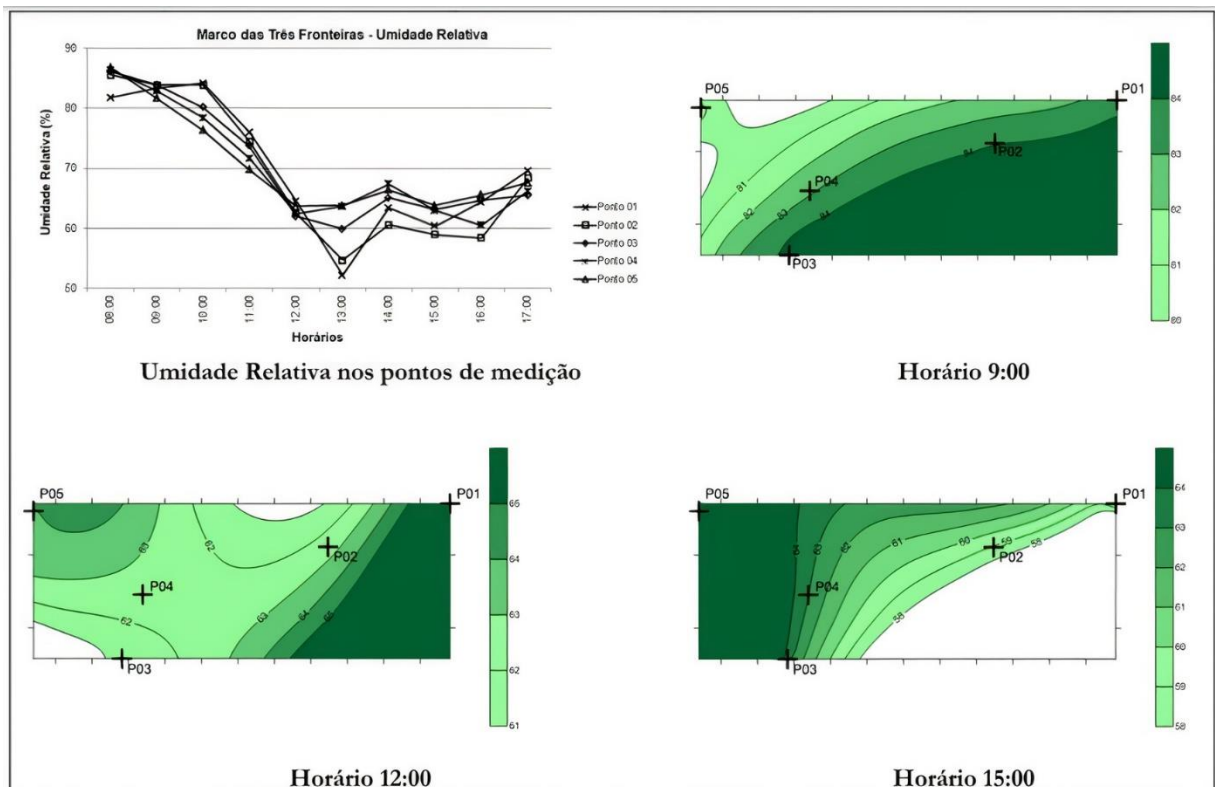 Marco das Três Fronteiras - Umidade Relativa
Umidade Relativa (%)
90
80
70
60
50
08:00
09:00
10:00
11:00
12:00
13:00
14:00
15:00
16:00
17:00
Horários
Ponto 01
Ponto 02
Ponto 03
Ponto 04
Ponto 05
Umidade Relativa nos pontos de medição
P05
P01
P02
P04
P03
81
82
83
84
84
84
83
82
81
80
Horário 9:00
P05
P01
P02
P04
P03
63
62
62
63
64
65
65
64
63
62
61
Horário 12:00
P05
P01
P02
P04
P03
64
63
62
61
60
59
58
58
64
63
62
61
60
59
58
Horário 15:00